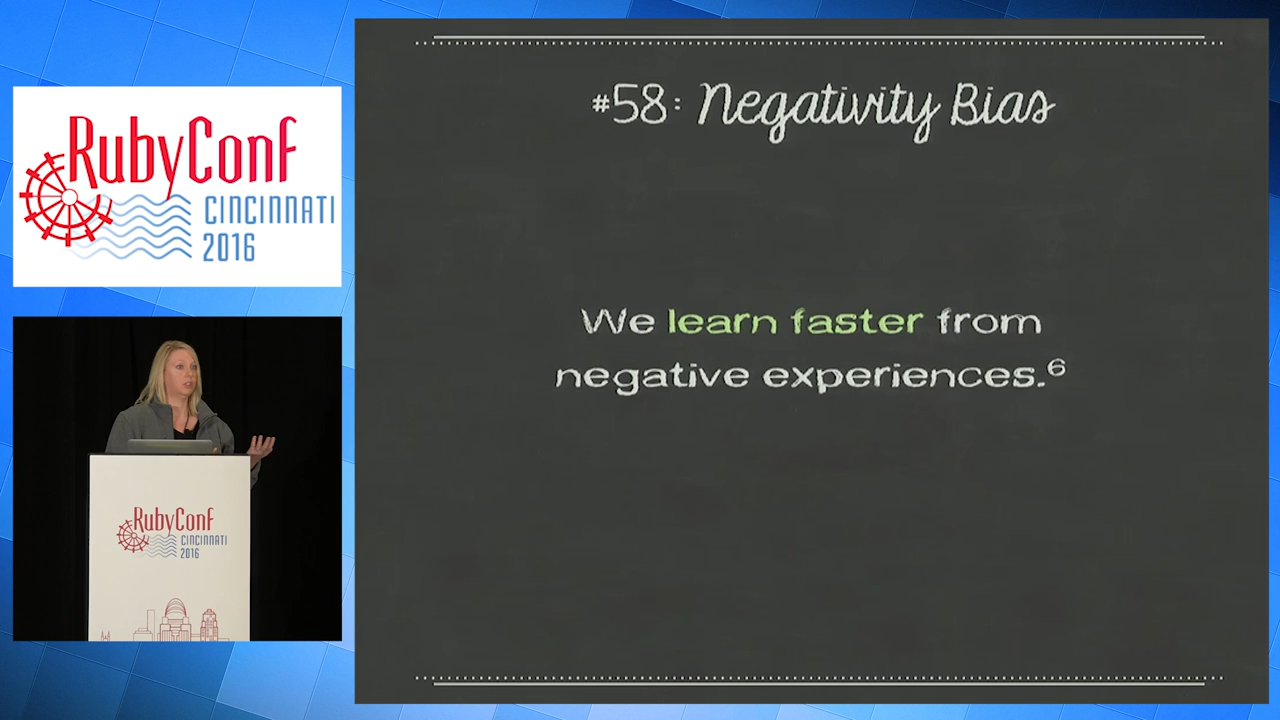 RubyConf
CINCINNATI
2016
#58: Negativity Bias
We learn faster from
negative experiences.⁶
RubyConf
CINCINNATI
2016